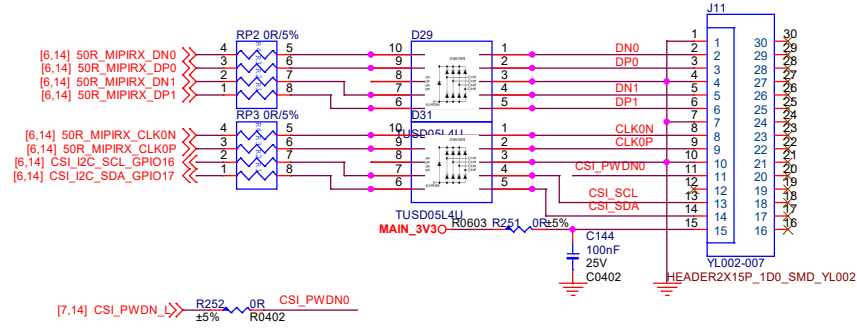 J11
RP2 0R/5%
D29
[6,14] 50R_MIPIRX_DN0 4 5 10 1 DN0
[6,14] 50R_MIPIRX_DP0 3 6 9 2 DP0
[6,14] 50R_MIPIRX_DN1 2 7 8 3 DN1
[6,14] 50R_MIPIRX_DP1 1 8 7 4 DP1
6 5
D31
RP3 0R/5%
TUSD05L4U
[6,14] 50R_MIPIRX_CLK0N 4 5 10 1 CLK0N
[6,14] 50R_MIPIRX_CLK0P 3 6 9 2 CLK0P
[6,14] CSI_I2C_SCL_GPIO16 2 7 8 3 CSI_PWDN0
[6,14] CSI_I2C_SDA_GPIO17 1 8 7 4 CSI_SCL
6 5 CSI_SDA
TUSD05L4U
1 1 30 30
2 2 29 29
3 3 28 28
4 4 27 27
5 5 26 26
6 6 25 25
7 7 24 24
8 8 23 23
9 9 22 22
10 10 21 21
11 11 20 20
12 12 19 19
13 13 18 18
14 14 17 17
15 15 16 16
MAIN_3V3 R0603 R251 0R ±5%
C144
100nF
25V
C0402
YL002-007
HEADER2X15P_1D0_SMD_YL002
[7,14] CSI_PWDN_L R252 0R CSI_PWDN0
±5% R0402